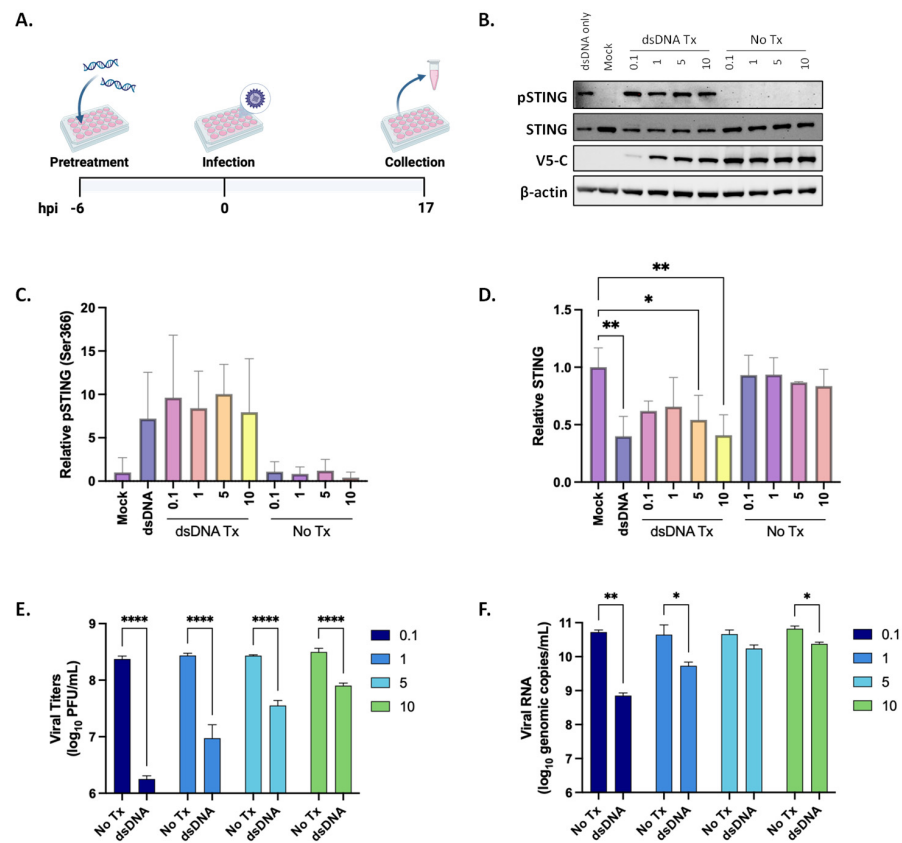 A.
Pretreatment
Infection
Collection
hpi
-6
0
17
B.
dsDNA only
Mock
dsDNA Tx
No Tx
0.1
1
5
10
0.1
1
5
10
pSTING
STING
V5-C
β-actin
C.
Relative pSTING (Ser366)
20
15
10
5
0
Mock
dsDNA
0.1
1
5
10
0.1
1
5
10
dsDNA Tx
No Tx
D.
**
*
**
Relative STING
1.5
1.0
0.5
0.0
Mock
dsDNA
0.1
1
5
10
0.1
1
5
10
dsDNA Tx
No Tx
E.
Viral Titers
(log10 PFU/mL)
9
8
7
6
****
****
****
****
No Tx
dsDNA
No Tx
dsDNA
No Tx
dsDNA
No Tx
dsDNA
0.1
1
5
10
F.
Viral RNA
(log10 genomic copies/mL)
11
10
9
8
7
6
**
*
*
No Tx
dsDNA
No Tx
dsDNA
No Tx
dsDNA
No Tx
dsDNA
0.1
1
5
10